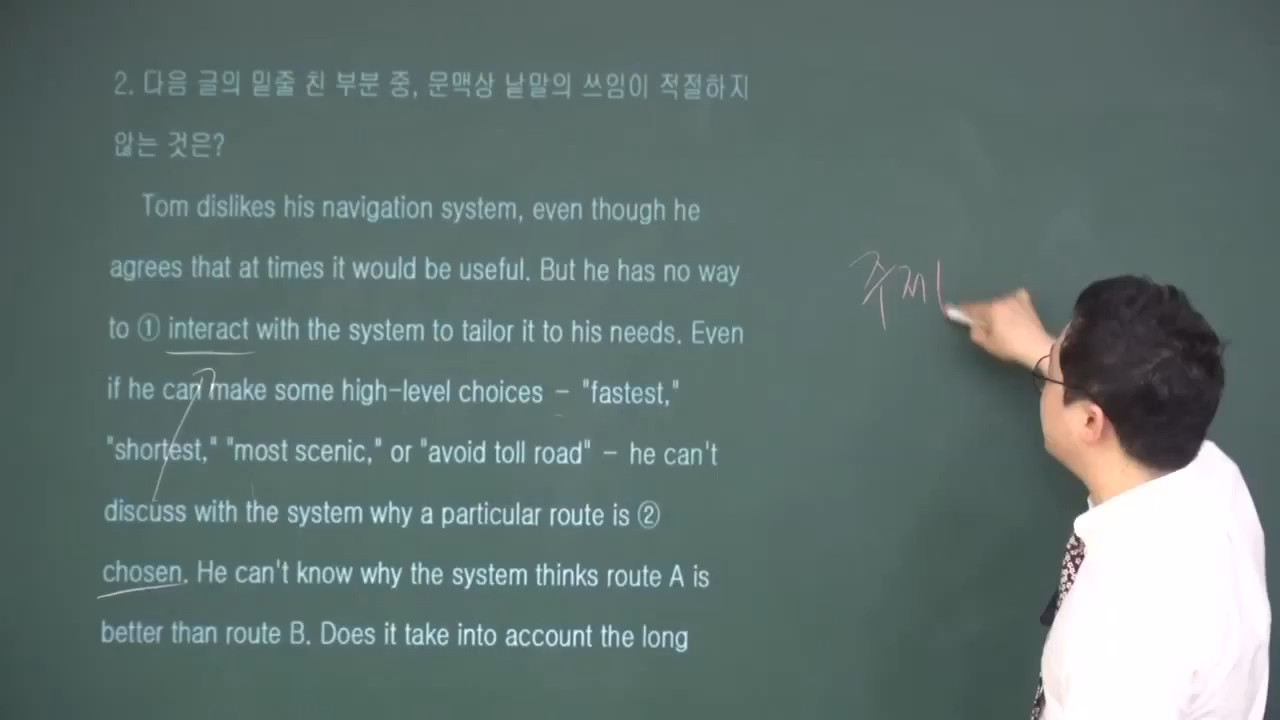 2. 다음 글의 밑줄 친 부분 중, 문맥상 낱말의 쓰임이 적절하지
않는 것은?
Tom dislikes his navigation system, even though he
agrees that at times it would be useful. But he has no way
to ① interact with the system to tailor it to his needs. Even
if he can make some high-level choices - "fastest,"
"shortest," "most scenic," or "avoid toll road" - he can't
discuss with the system why a particular route is ②
chosen. He can't know why the system thinks route A is
better than route B. Does it take into account the long
주제